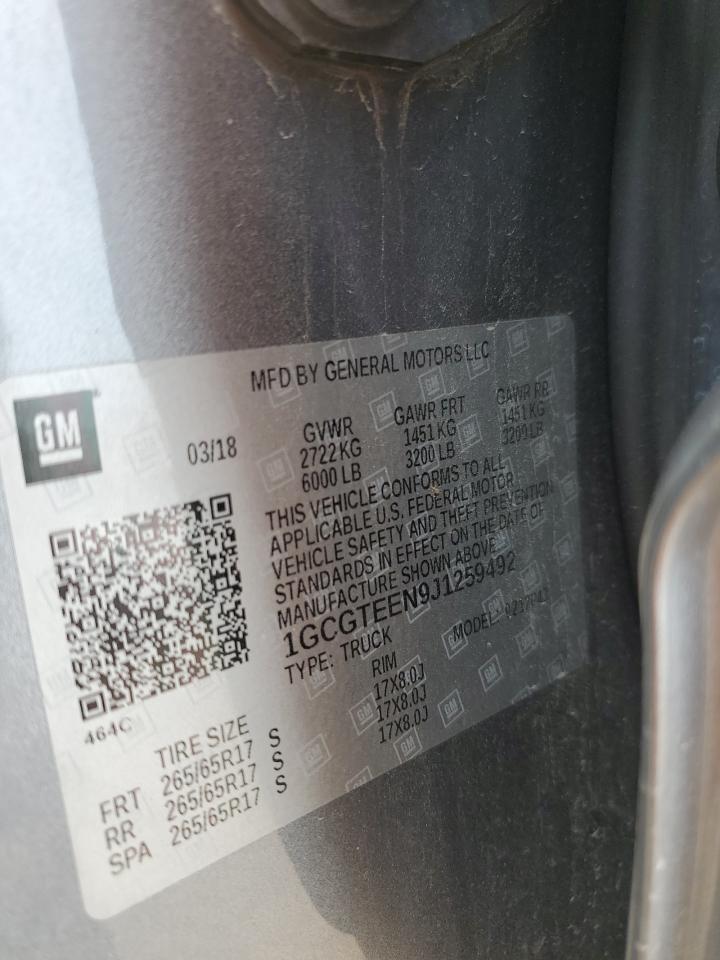 MFD BY GENERAL MOTORS LLC
GM
03/18
GVWR GAWR FRT GAWR RR
2722 KG 1451 KG 1451 KG
6000 LB 3200 LB 3200 LB
THIS VEHICLE CONFORMS TO ALL
APPLICABLE U.S. FEDERAL MOTOR
VEHICLE SAFETY AND THEFT PREVENTION
STANDARDS IN EFFECT ON THE DATE OF
MANUFACTURE SHOWN ABOVE
1GCGTEEN9J1259492
TYPE: TRUCK MODEL:
464C
TIRE SIZE RIM
FRT 265/65R17 S 17X8.0J
RR 265/65R17 S 17X8.0J
SPA 265/65R17 S 17X8.0J